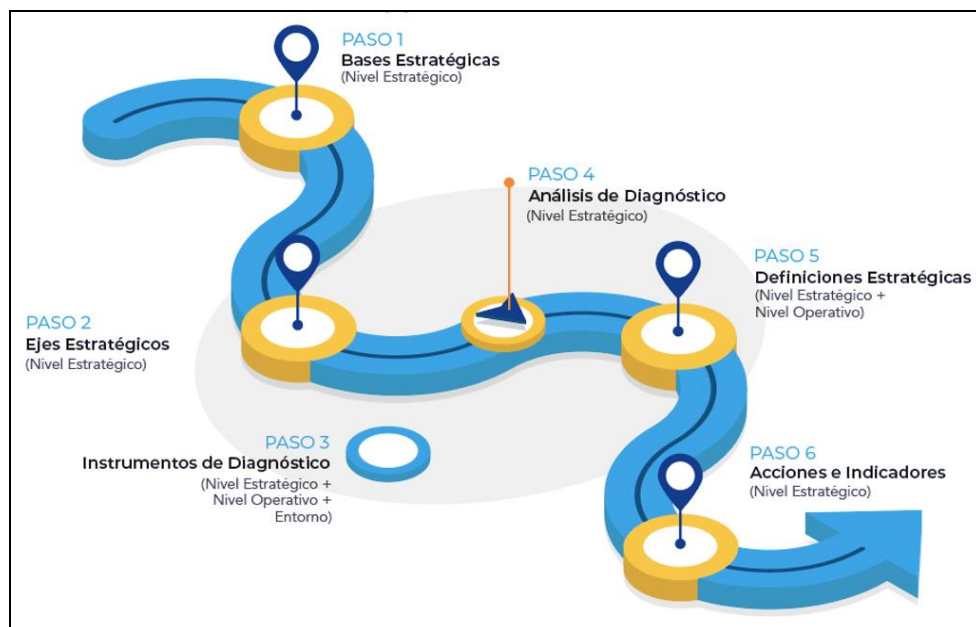 PASO 1
Bases Estratégicas
(Nivel Estratégico)
PASO 2
Ejes Estratégicos
(Nivel Estratégico)
PASO 3
Instrumentos de Diagnóstico
(Nivel Estratégico +
Nivel Operativo +
Entorno)
PASO 4
Análisis de Diagnóstico
(Nivel Estratégico)
PASO 5
Definiciones Estratégicas
(Nivel Estratégico +
Nivel Operativo)
PASO 6
Acciones e Indicadores
(Nivel Estratégico)